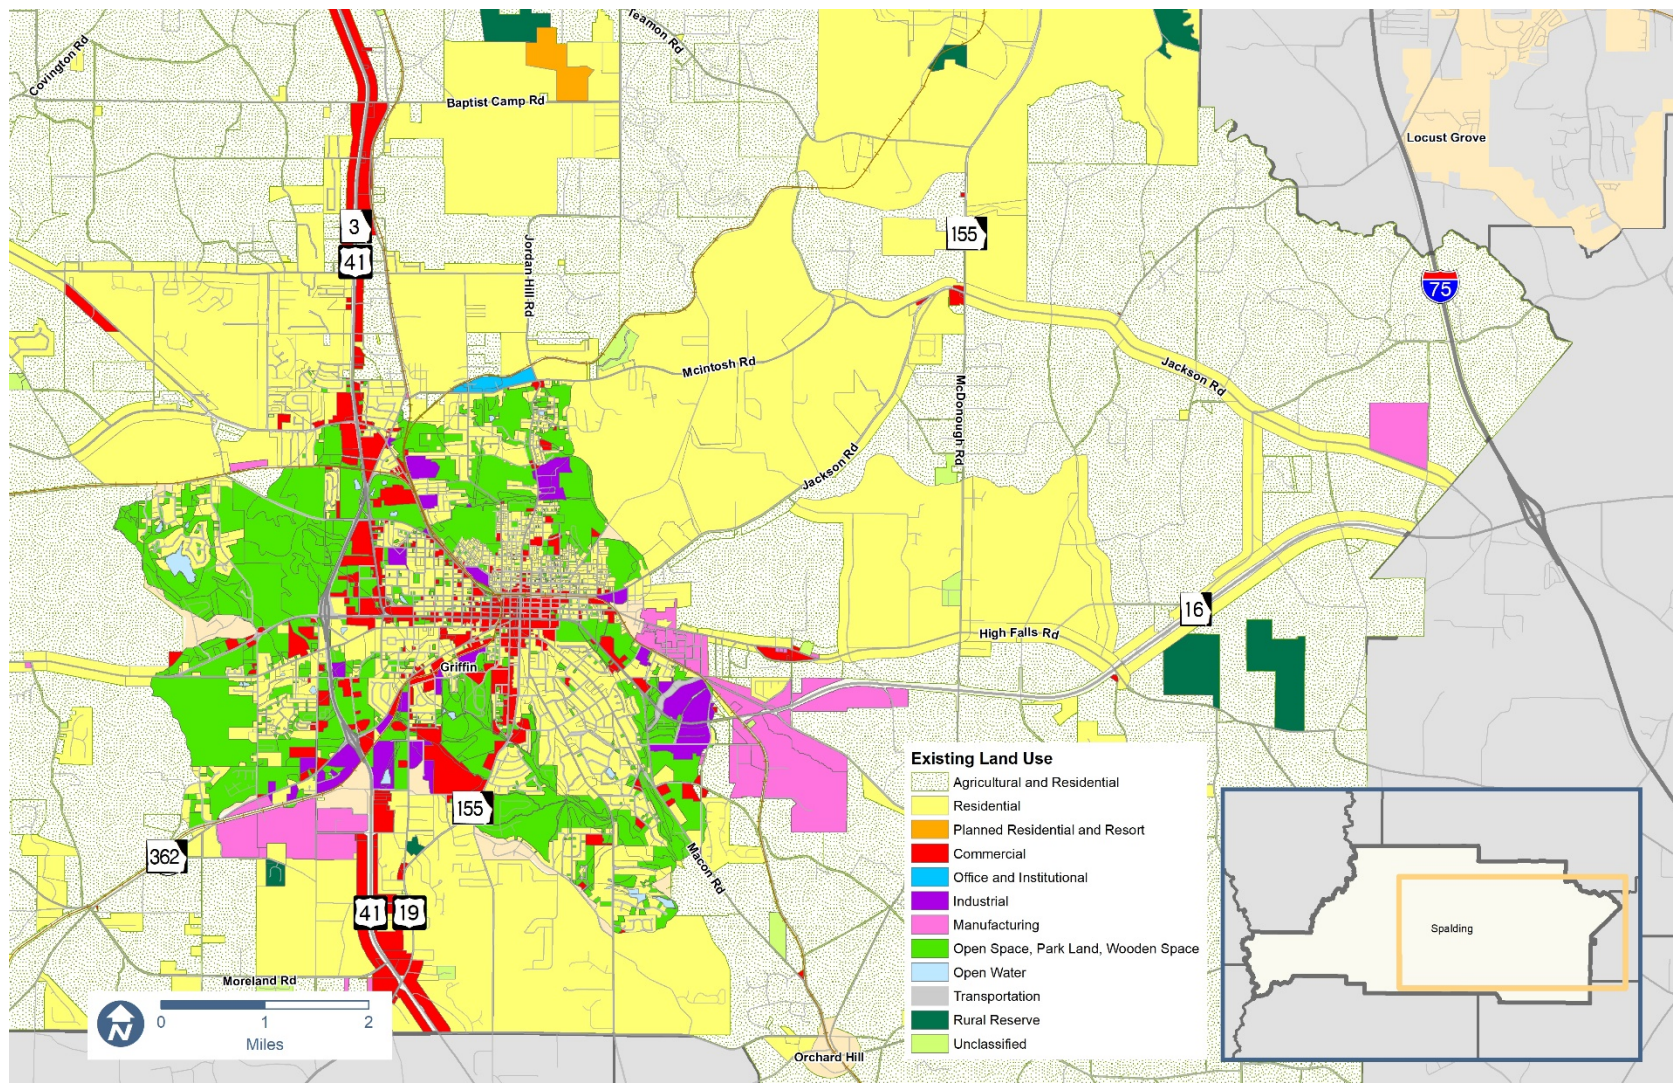 Covington Rd
Teamon Rd
Baptist Camp Rd
Locust Grove
3
41
Jordan Hill Rd
155
75
Mcintosh Rd
Jackson Rd
McDonough Rd
Jackson Rd
16
High Falls Rd
Griffin
155
362
Macon Rd
41
19
Moreland Rd
Orchard Hill
N
0
1
2
Miles
Existing Land Use
Agricultural and Residential
Residential
Planned Residential and Resort
Commercial
Office and Institutional
Industrial
Manufacturing
Open Space, Park Land, Wooden Space
Open Water
Transportation
Rural Reserve
Unclassified
Spalding